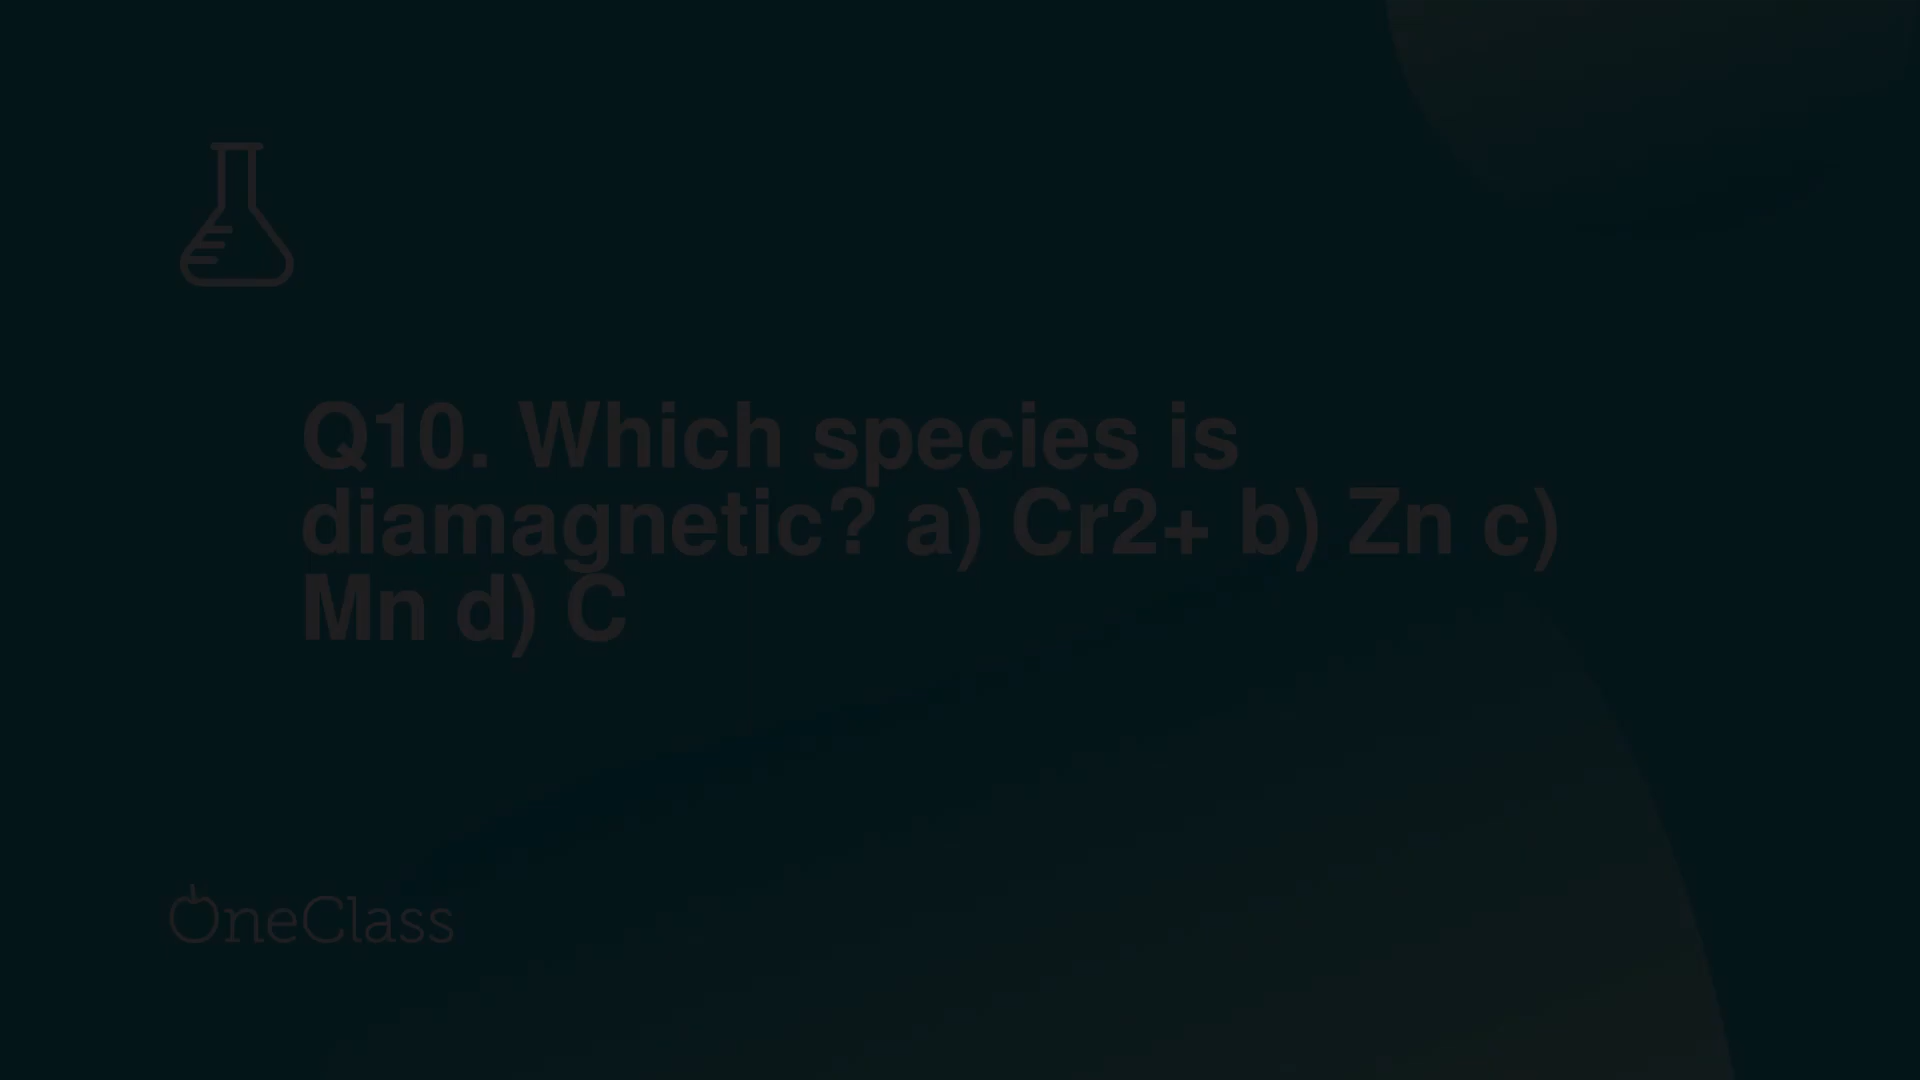 Q10. Which species is
diamagnetic? a) Cr2+ b) Zn c)
Mn d) C
OneClass